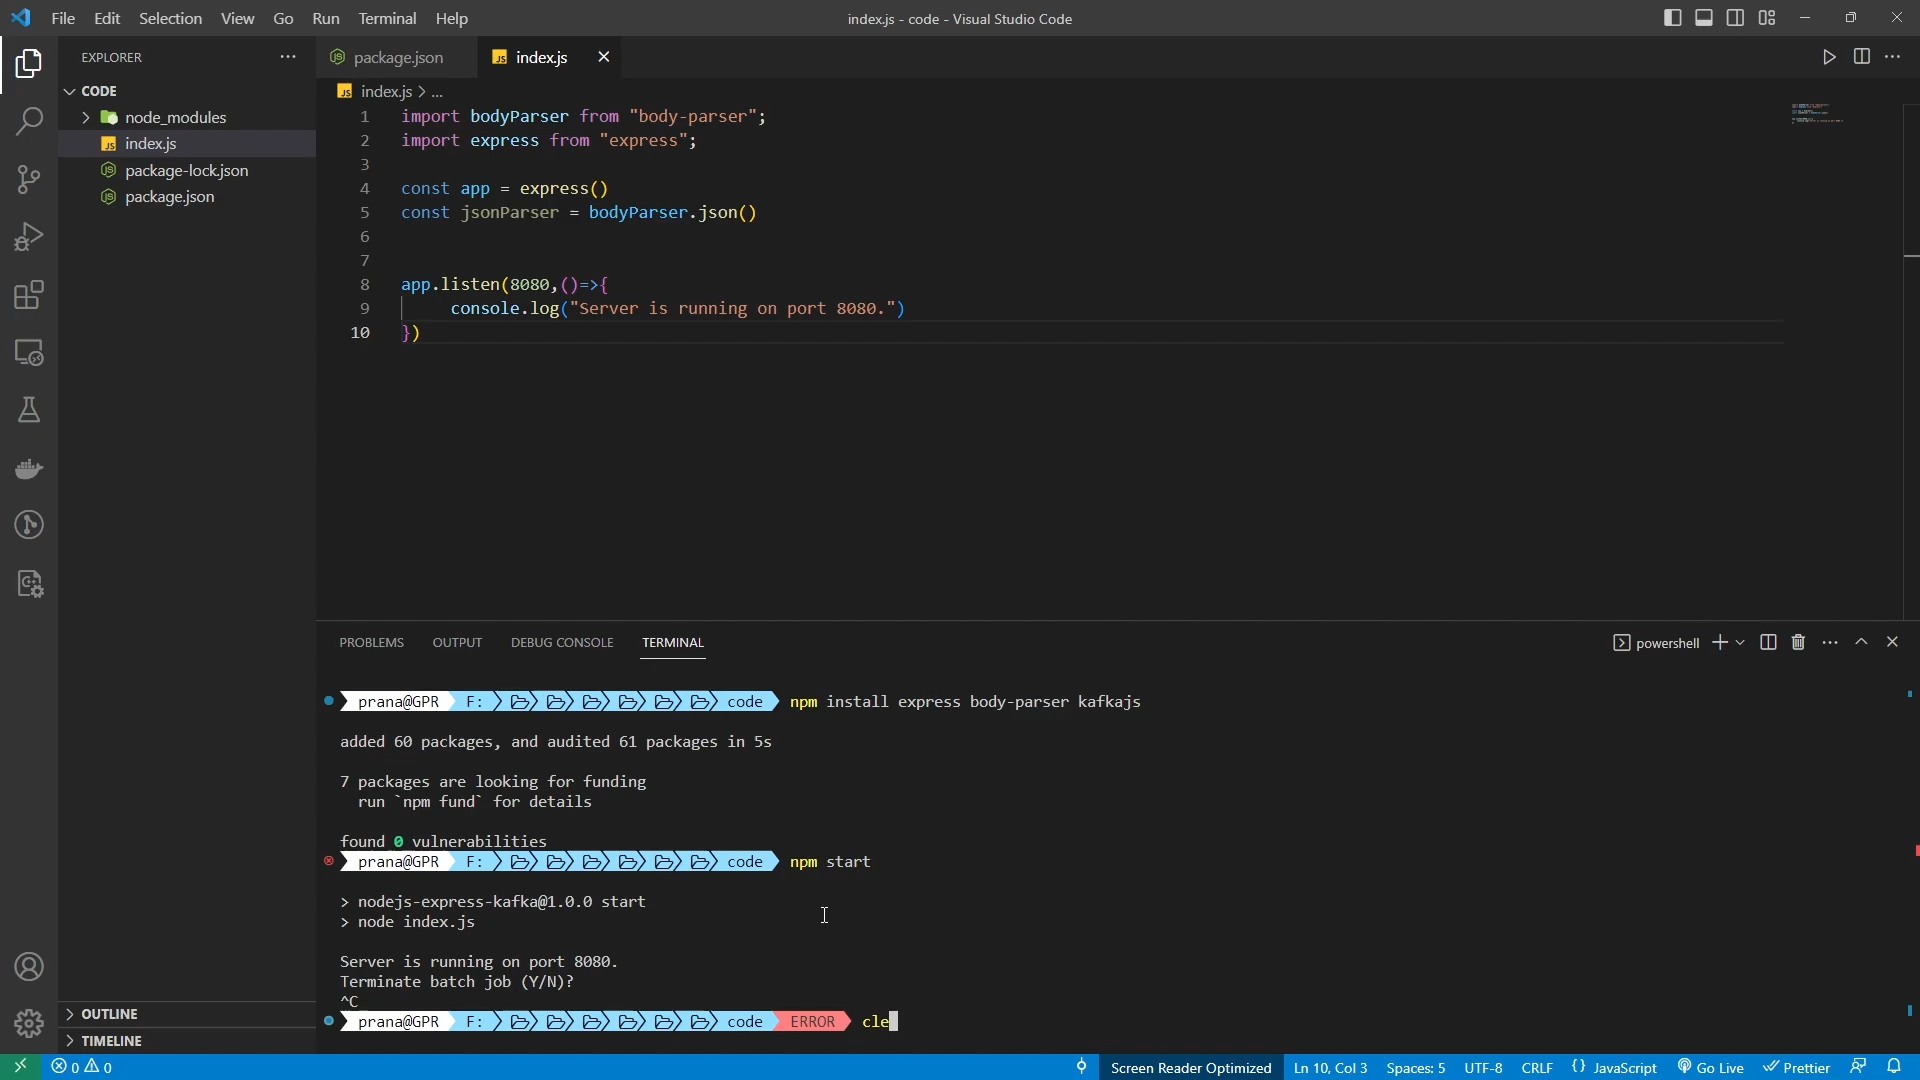 File Edit Selection View Go Run Terminal Help
index.js - code - Visual Studio Code
EXPLORER
CODE
node_modules
index.js
package-lock.json
package.json
OUTLINE
TIMELINE
package.json
index.js
index.js > ...
1 import bodyParser from "body-parser";
2 import express from "express";
3
4 const app = express()
5 const jsonParser = bodyParser.json()
6
7
8 app.listen(8080,()=>{
9 console.log("Server is running on port 8080.")
10 })
PROBLEMS OUTPUT DEBUG CONSOLE TERMINAL
powershell
prana@GPR F: code npm install express body-parser kafkajs
added 60 packages, and audited 61 packages in 5s
7 packages are looking for funding
run `npm fund` for details
found 0 vulnerabilities
prana@GPR F: code npm start
> nodejs-express-kafka@1.0.0 start
> node index.js
Server is running on port 8080.
Terminate batch job (Y/N)?
^C
prana@GPR F: code ERROR cle
0 0 Screen Reader Optimized Ln 10, Col 3 Spaces: 5 UTF-8 CRLF {} JavaScript Go Live Prettier